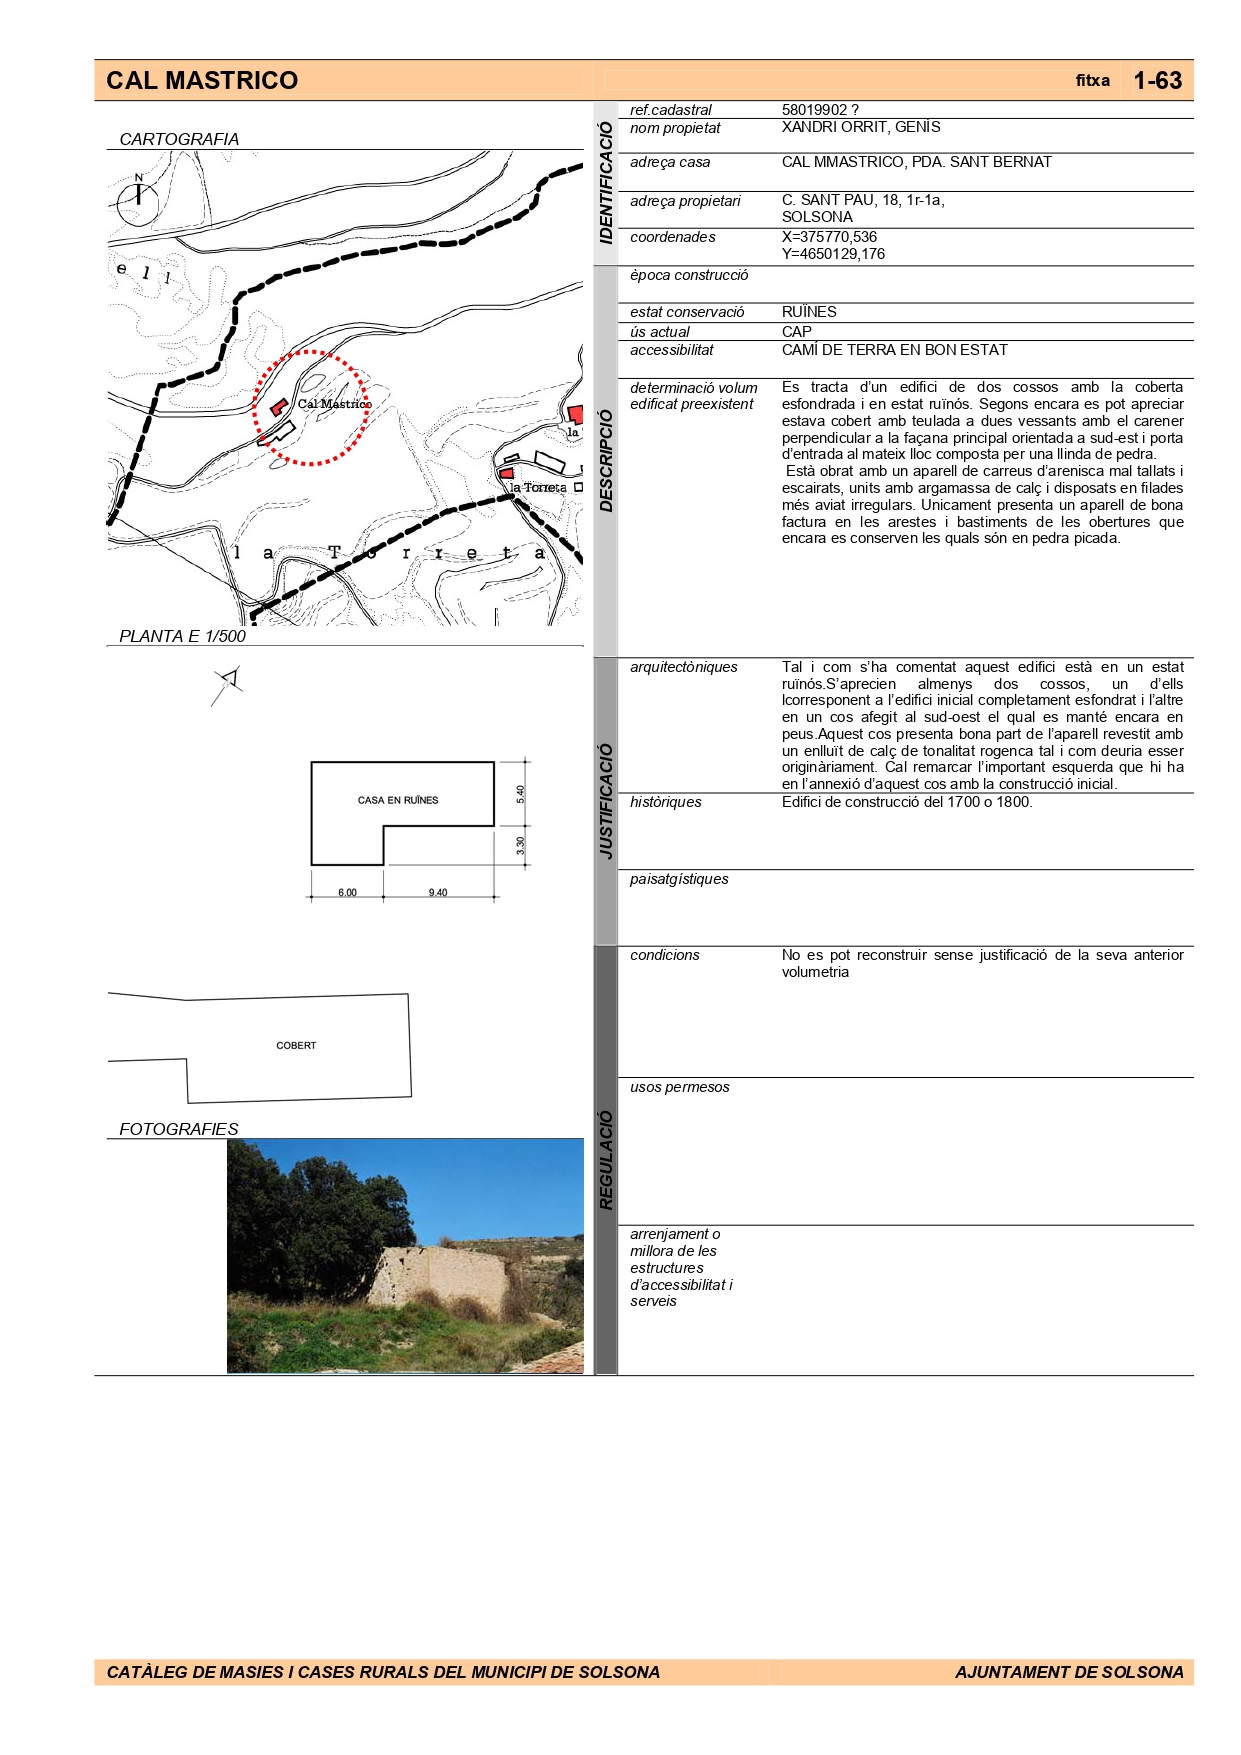 CAL MASTRICO
fitxa 1-63
CARTOGRAFIA
N
e l l
Cal Mastrico
la
la Torreta
l a T o r r e t a
PLANTA E 1/500
CASA EN RUÏNES
5.40
3.30
6.00
9.40
COBERT
FOTOGRAFIES
IDENTIFICACIÓ
ref.cadastral 58019902 ?
nom propietat XANDRI ORRIT, GENÍS
adreça casa CAL MMASTRICO, PDA. SANT BERNAT
adreça propietari C. SANT PAU, 18, 1r-1a,
SOLSONA
coordenades X=375770,536
Y=4650129,176
DESCRIPCIÓ
època construcció
estat conservació RUÏNES
ús actual CAP
accessibilitat CAMÍ DE TERRA EN BON ESTAT
determinació volum
edificat preexistent
Es tracta d’un edifici de dos cossos amb la coberta
esfondrada i en estat ruïnós. Segons encara es pot apreciar
estava cobert amb teulada a dues vessants amb el carener
perpendicular a la façana principal orientada a sud-est i porta
d’entrada al mateix lloc composta per una llinda de pedra.
Està obrat amb un aparell de carreus d’arenisca mal tallats i
escairats, units amb argamassa de calç i disposats en filades
més aviat irregulars. Unicament presenta un aparell de bona
factura en les arestes i bastiments de les obertures que
encara es conserven les quals són en pedra picada.
JUSTIFICACIÓ
arquitectòniques
Tal i com s’ha comentat aquest edifici està en un estat
ruïnós.S’aprecien almenys dos cossos, un d’ells
lcorresponent a l’edifici inicial completament esfondrat i l’altre
en un cos afegit al sud-oest el qual es manté encara en
peus.Aquest cos presenta bona part de l’aparell revestit amb
un enlluït de calç de tonalitat rogenca tal i com deuria esser
originàriament. Cal remarcar l’important esquerda que hi ha
en l’annexió d’aquest cos amb la construcció inicial.
històriques Edifici de construcció del 1700 o 1800.
paisatgístiques
REGULACIÓ
condicions
No es pot reconstruir sense justificació de la seva anterior
volumetria
usos permesos
arrenjament o
millora de les
estructures
d’accessibilitat i
serveis
CATÀLEG DE MASIES I CASES RURALS DEL MUNICIPI DE SOLSONA
AJUNTAMENT DE SOLSONA